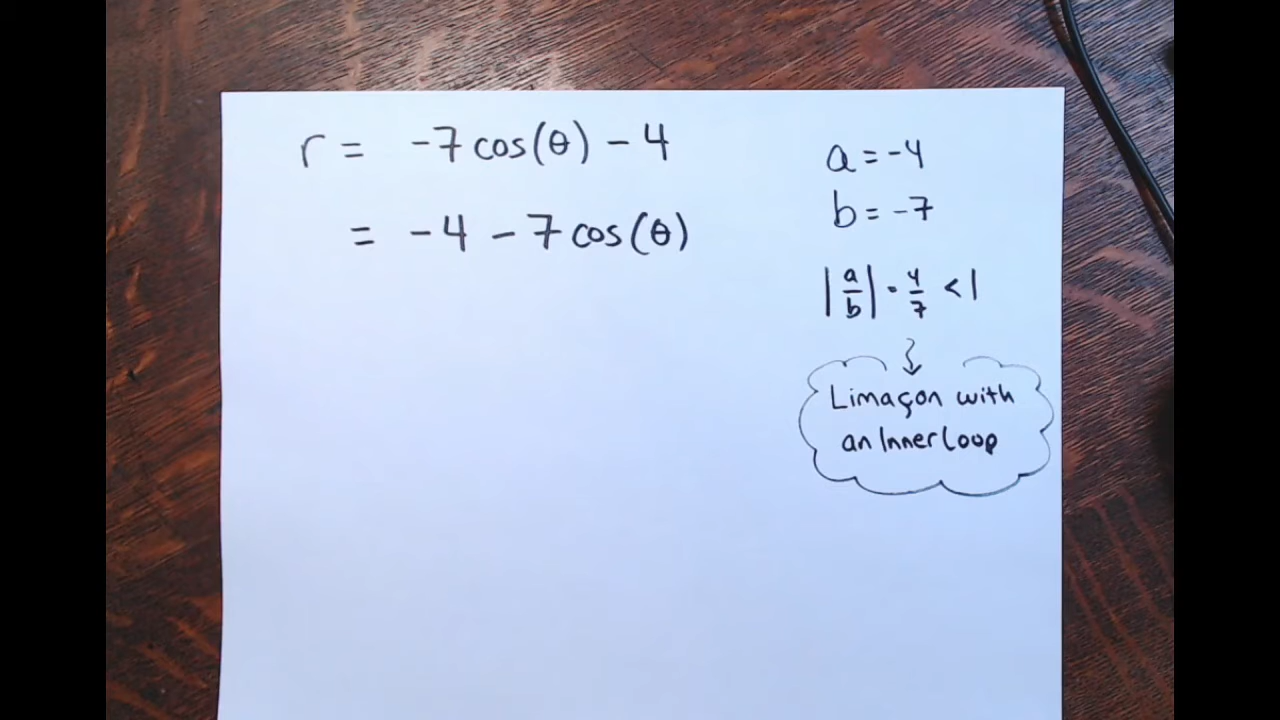 r = -7 cos(θ) - 4
= -4 - 7 cos(θ)
a = -4
b = -7
|a/b| = 4/7 < 1
Limaçon with
an Inner Loop